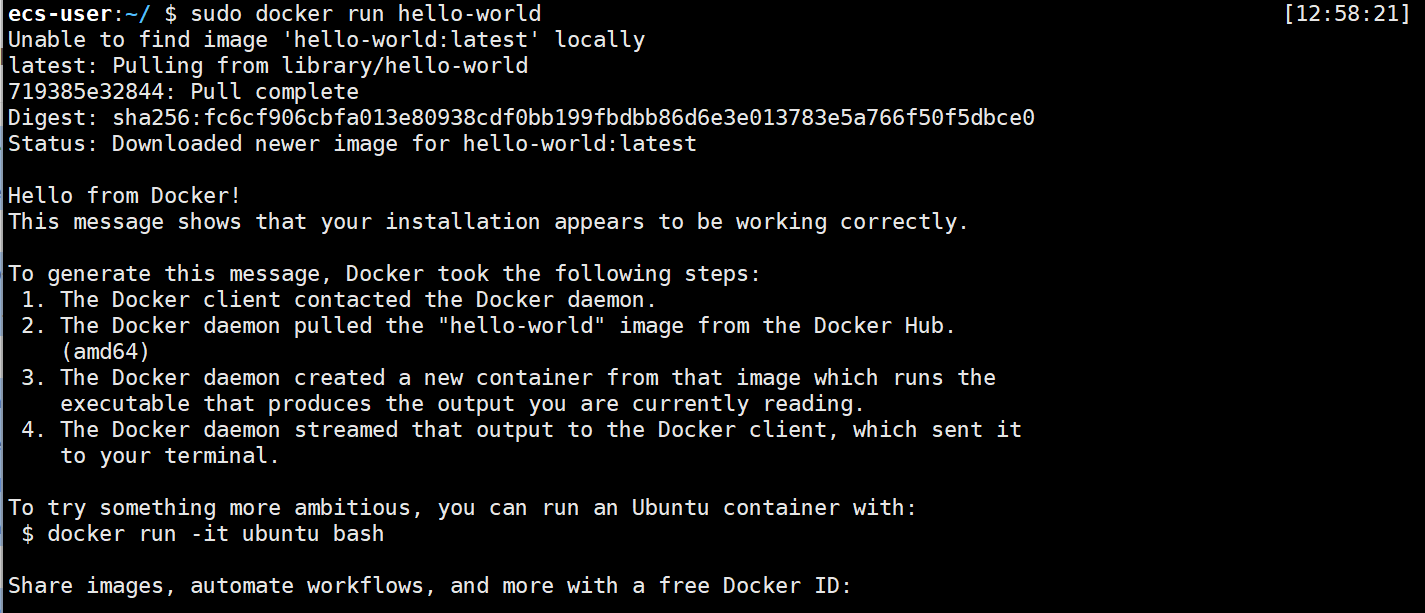 ecs-user:~/ $ sudo docker run hello-world [12:58:21]
Unable to find image 'hello-world:latest' locally
latest: Pulling from library/hello-world
719385e32844: Pull complete
Digest: sha256:fc6cf906cbfa013e80938cdf0bb199fbdbb86d6e3e013783e5a766f50f5dbce0
Status: Downloaded newer image for hello-world:latest
Hello from Docker!
This message shows that your installation appears to be working correctly.
To generate this message, Docker took the following steps:
1. The Docker client contacted the Docker daemon.
2. The Docker daemon pulled the "hello-world" image from the Docker Hub.
(amd64)
3. The Docker daemon created a new container from that image which runs the
executable that produces the output you are currently reading.
4. The Docker daemon streamed that output to the Docker client, which sent it
to your terminal.
To try something more ambitious, you can run an Ubuntu container with:
$ docker run -it ubuntu bash
Share images, automate workflows, and more with a free Docker ID: